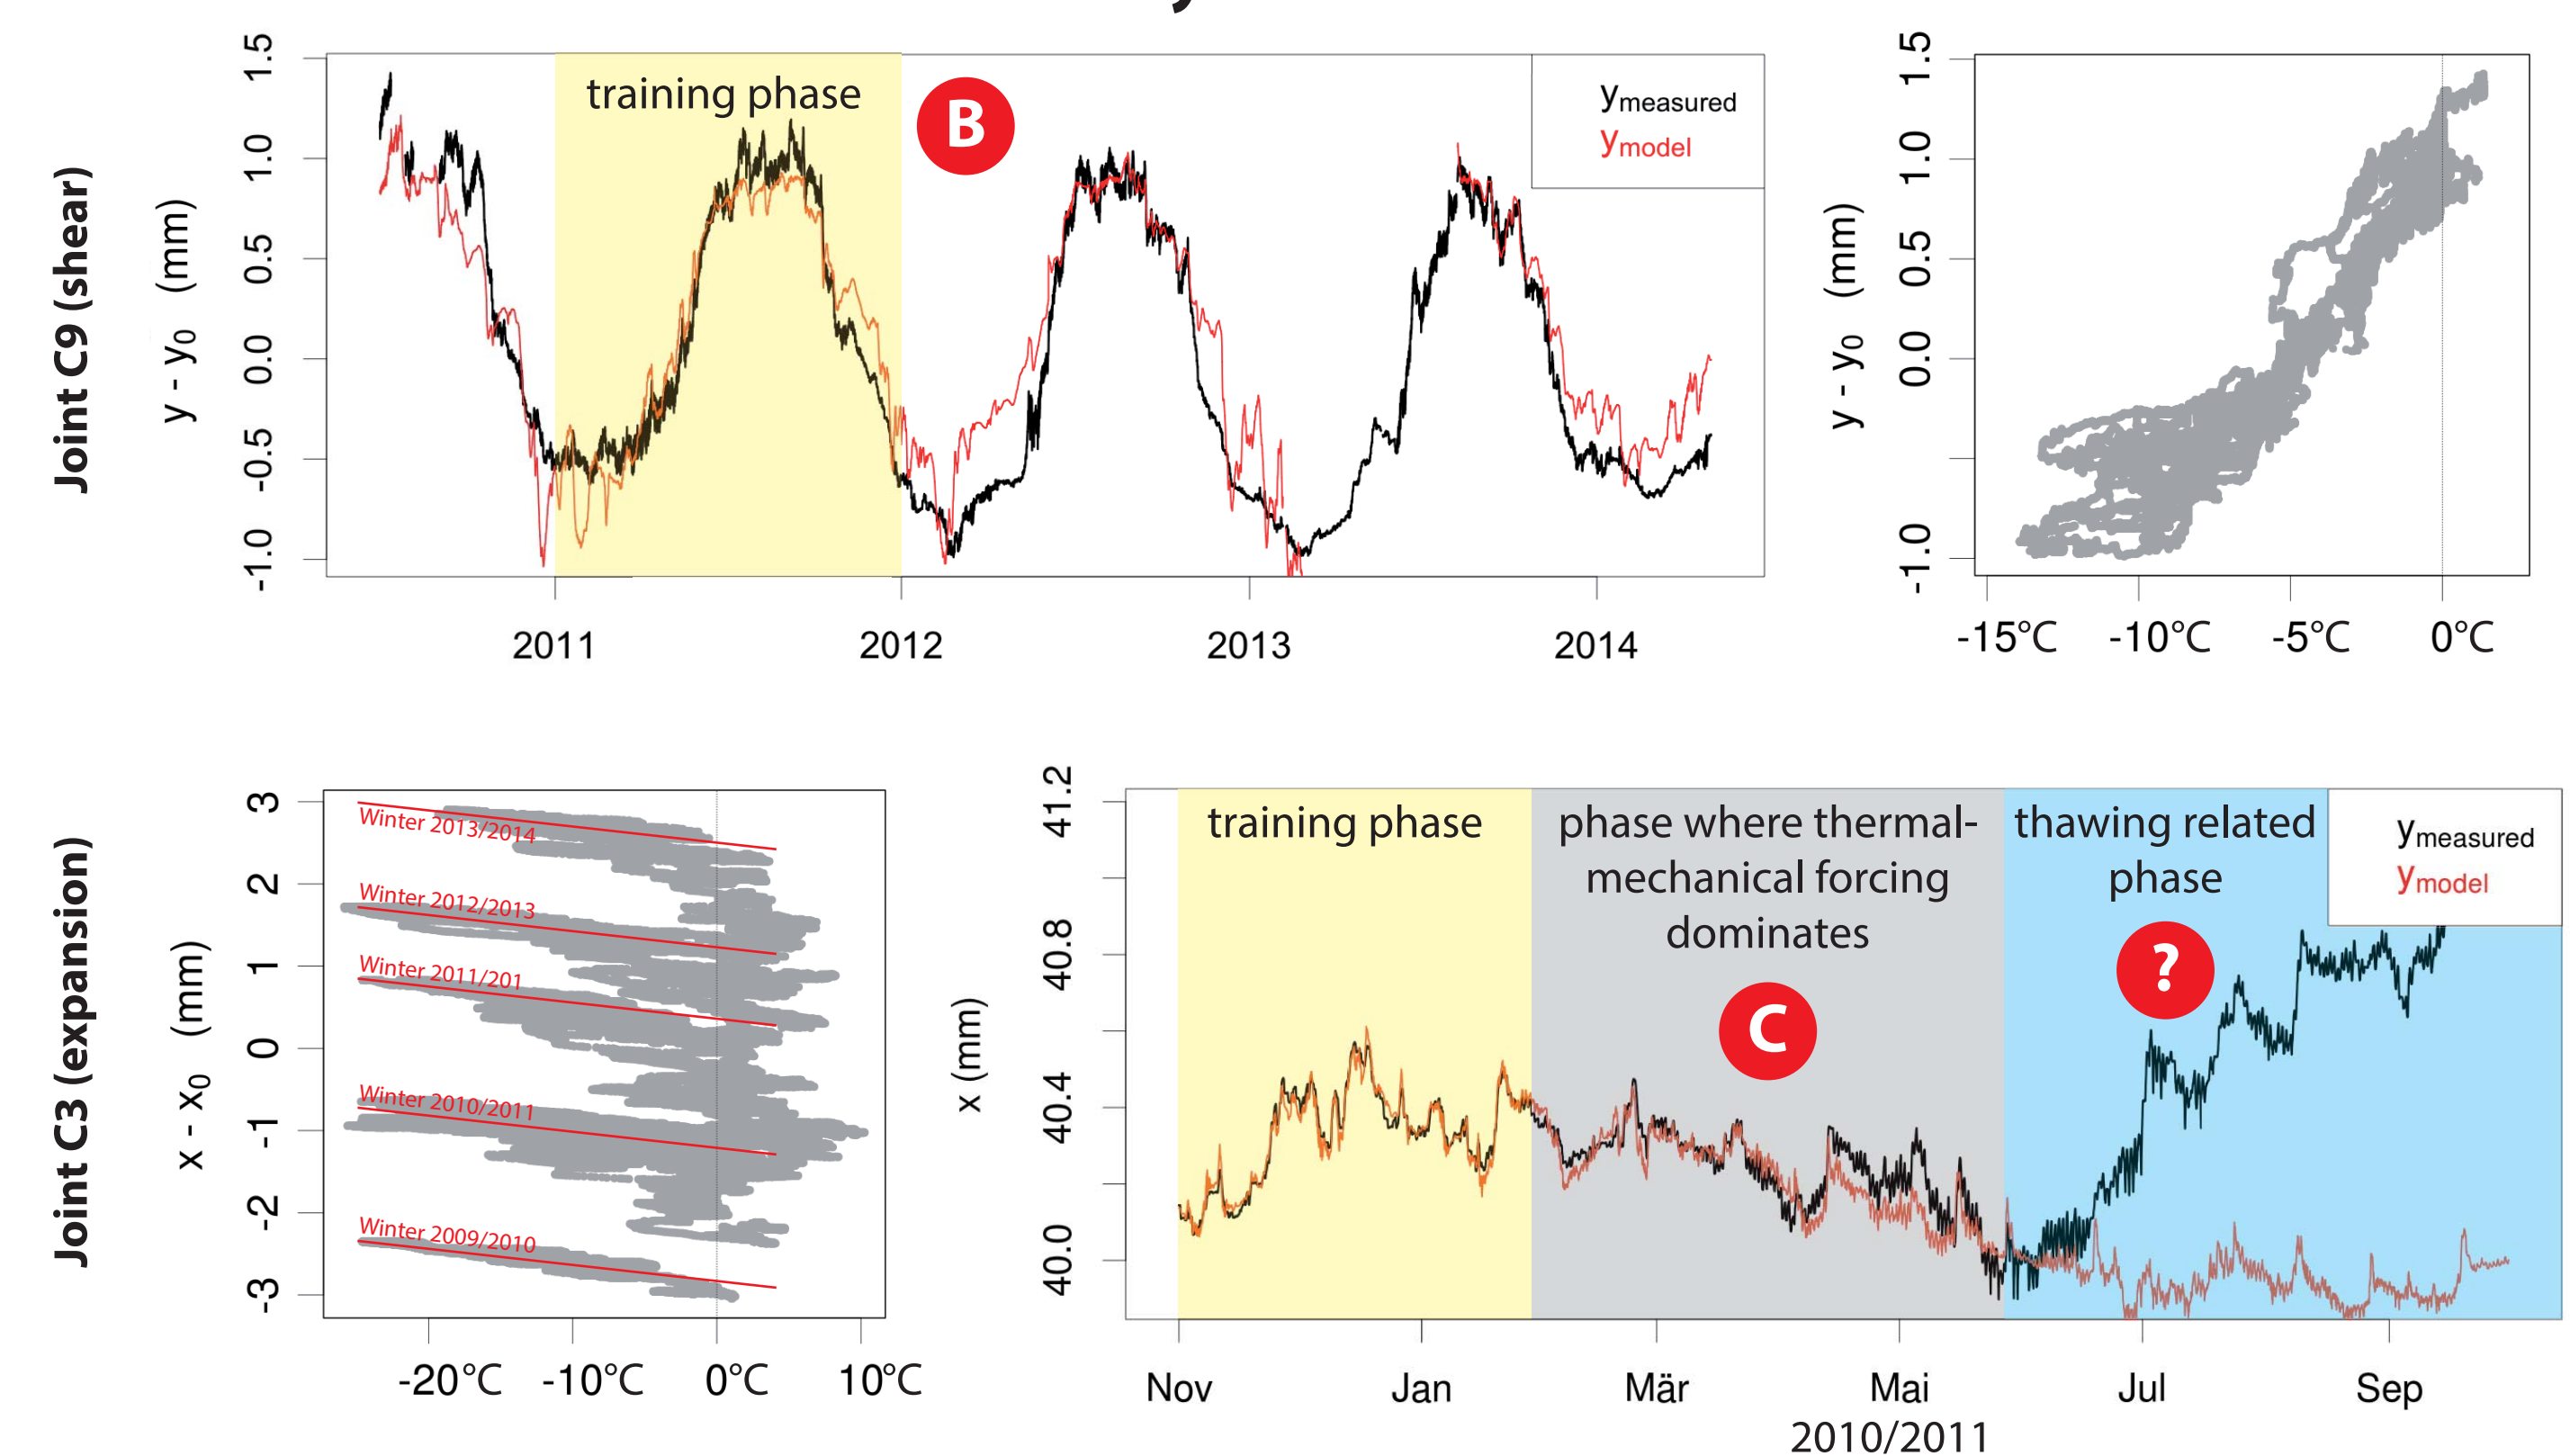 training phase
B
ymeasured
ymodel
Joint C9 (shear)
y - y0 (mm)
1.5
1.0
0.5
0.0
-0.5
-1.0
2011
2012
2013
2014
y - y0 (mm)
1.5
1.0
0.5
0.0
-1.0
-15°C
-10°C
-5°C
0°C
Joint C3 (expansion)
x - x0 (mm)
3
2
1
0
-1
-2
-3
Winter 2013/2014
Winter 2012/2013
Winter 2011/201
Winter 2010/2011
Winter 2009/2010
-20°C
-10°C
0°C
10°C
x (mm)
41.2
40.8
40.4
40.0
training phase
phase where thermal-
mechanical forcing
dominates
C
thawing related
phase
?
ymeasured
ymodel
Nov
Jan
Mär
Mai
Jul
Sep
2010/2011